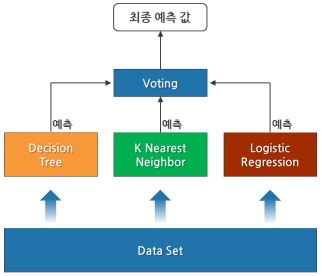 최종 예측 값
Voting
예측
예측
예측
Decision
Tree
K Nearest
Neighbor
Logistic
Regression
Data Set